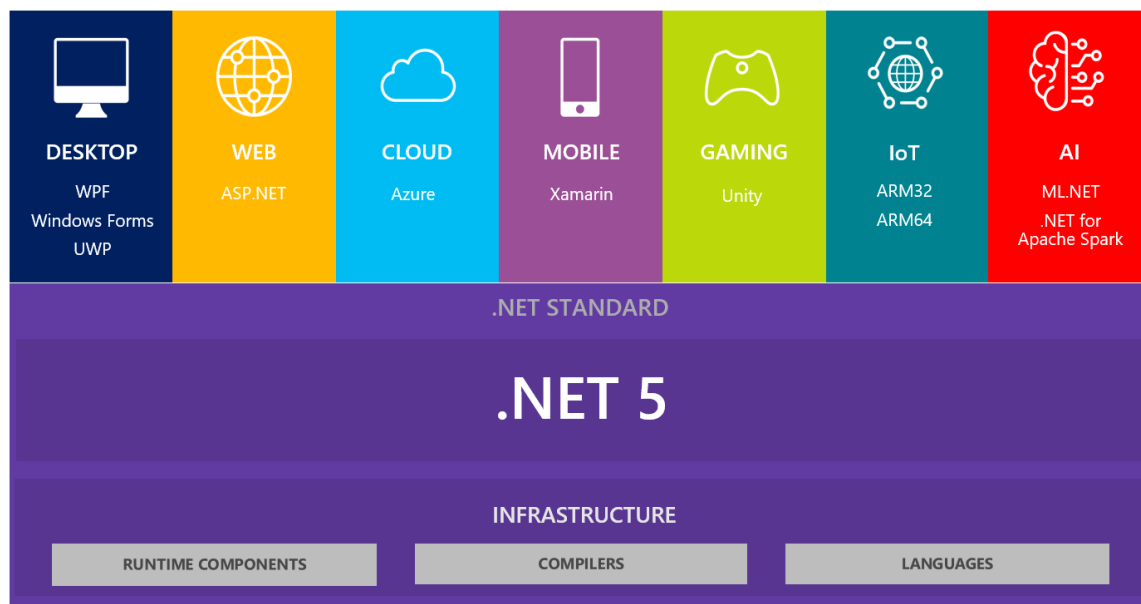 DESKTOP
WPF
Windows Forms
UWP
WEB
ASP.NET
CLOUD
Azure
MOBILE
Xamarin
GAMING
Unity
IoT
ARM32
ARM64
AI
ML.NET
.NET for
Apache Spark
.NET STANDARD
.NET 5
INFRASTRUCTURE
RUNTIME COMPONENTS
COMPILERS
LANGUAGES